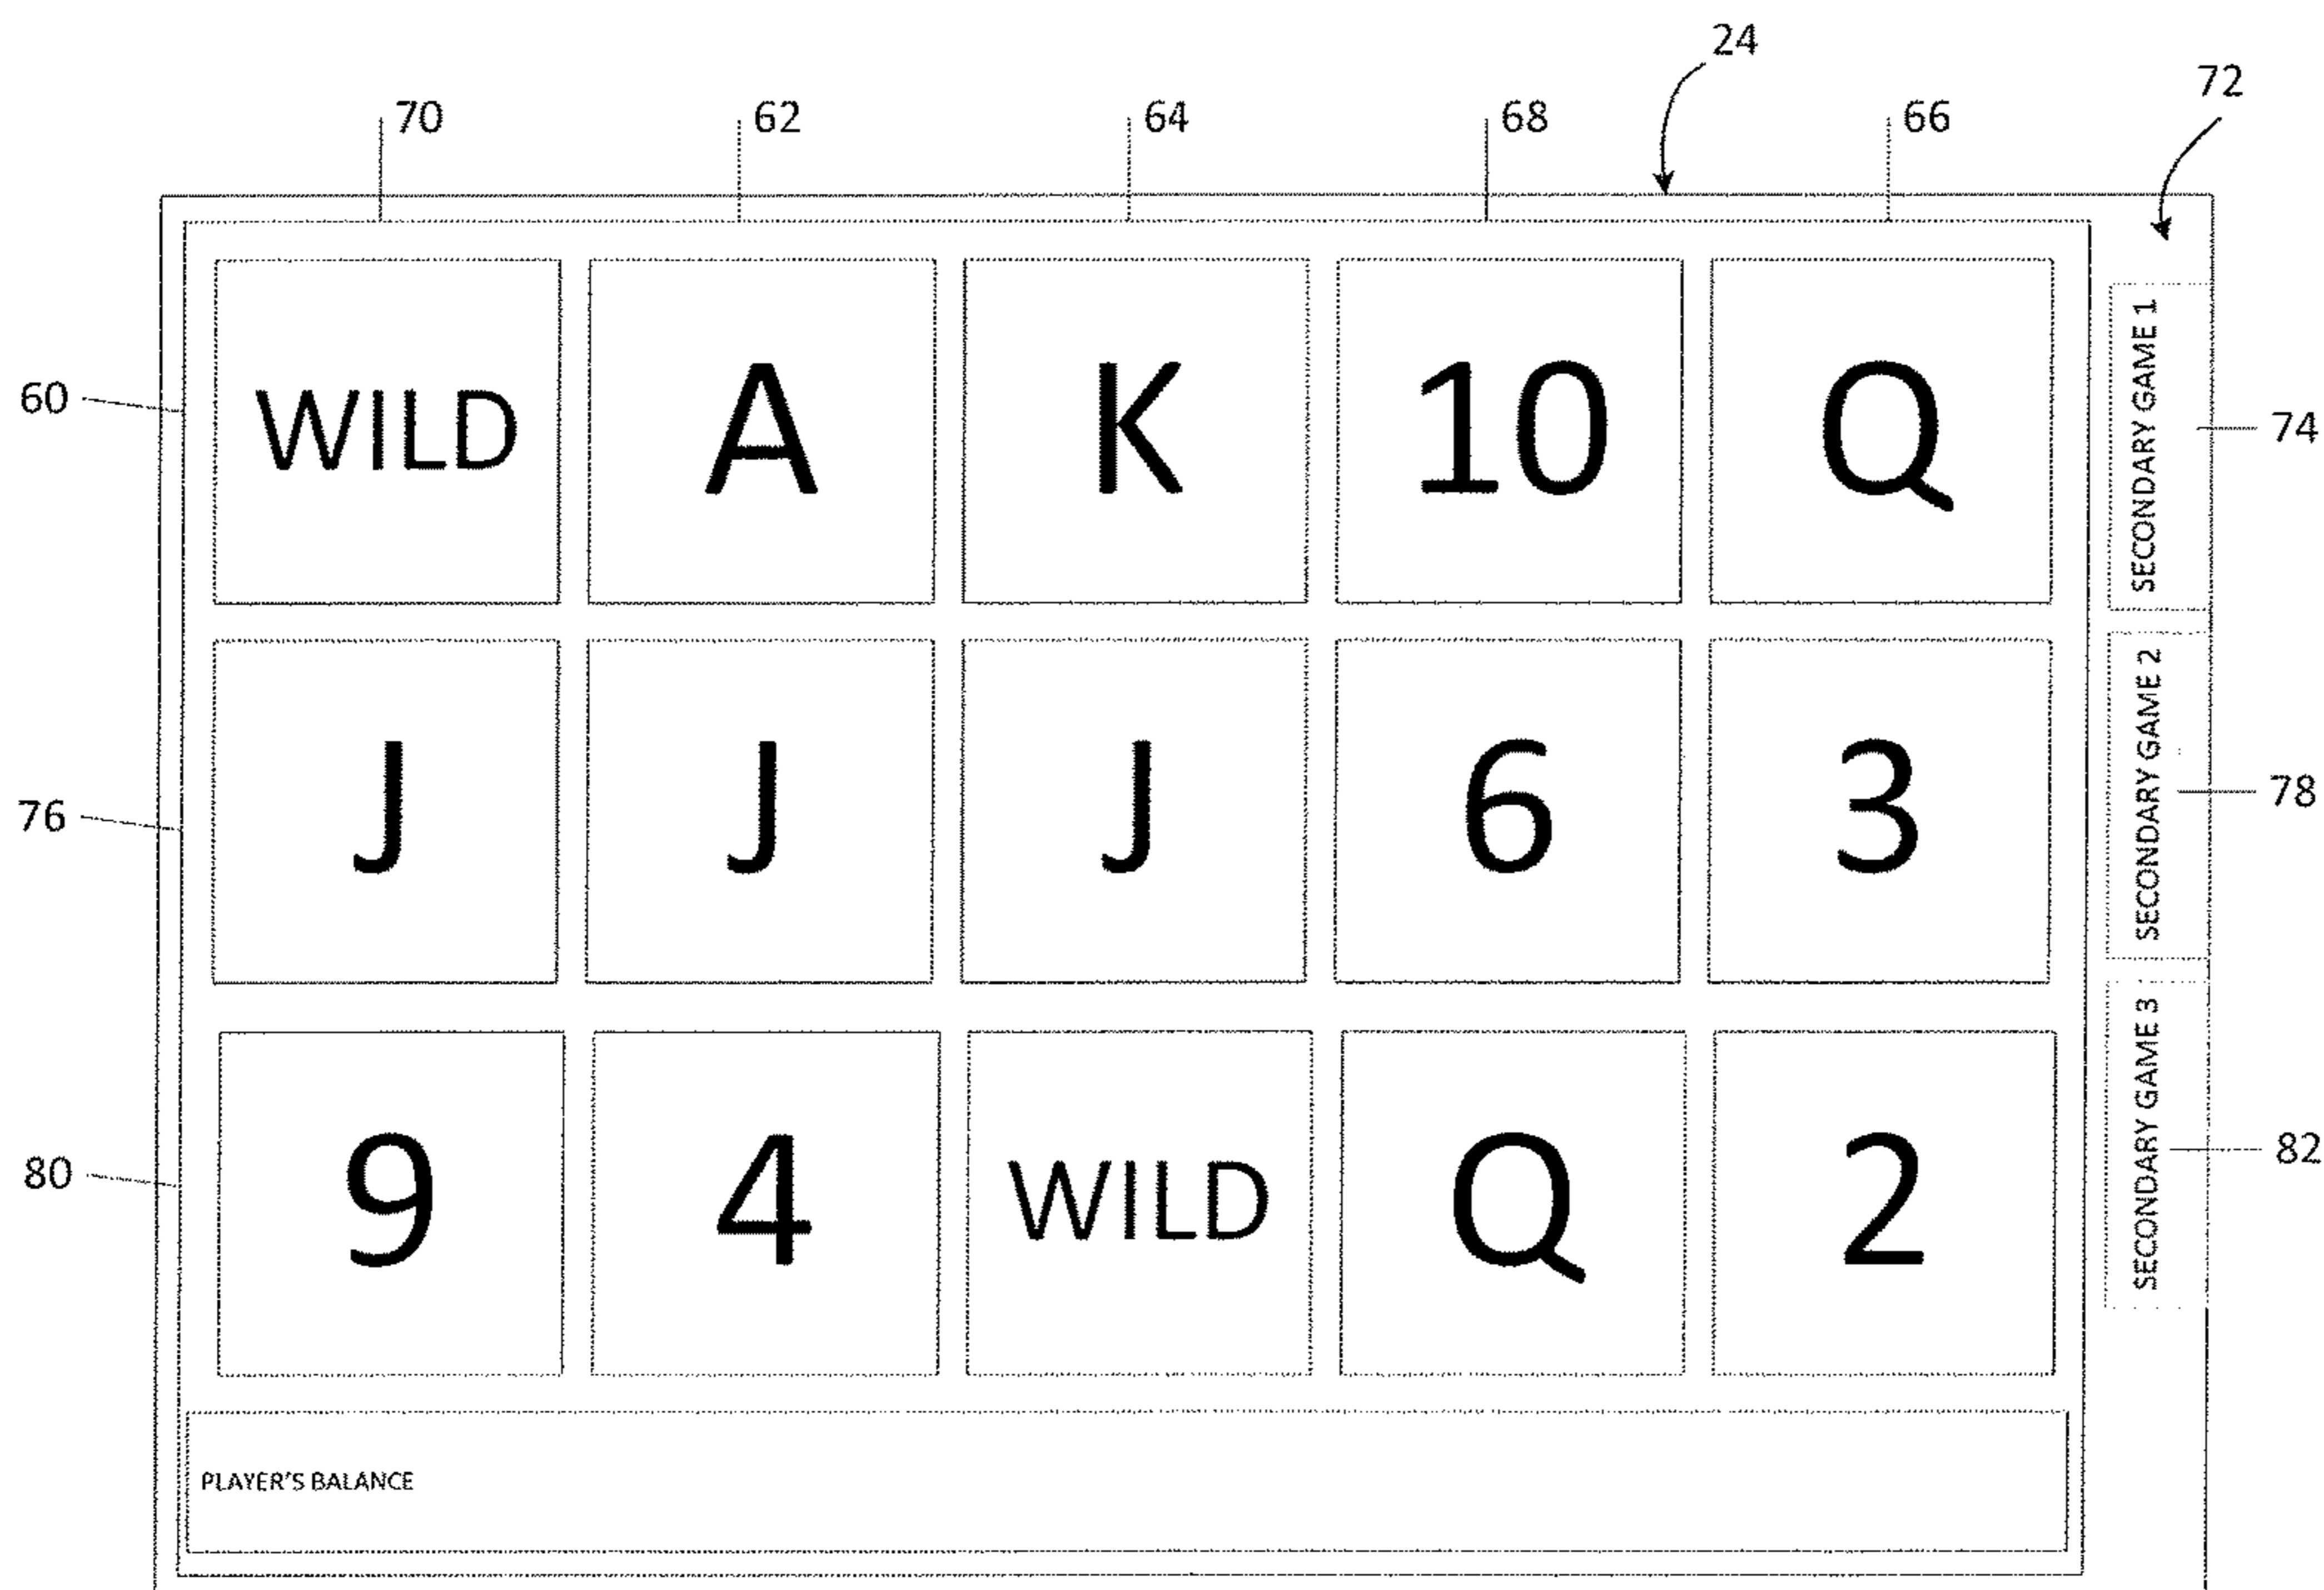 24
72
70 62 64 68 66
60 WILD A K 10 Q SECONDARY GAME 1 74
76 J J J 6 3 SECONDARY GAME 2 78
80 9 4 WILD Q 2 SECONDARY GAME 3 82
PLAYER'S BALANCE